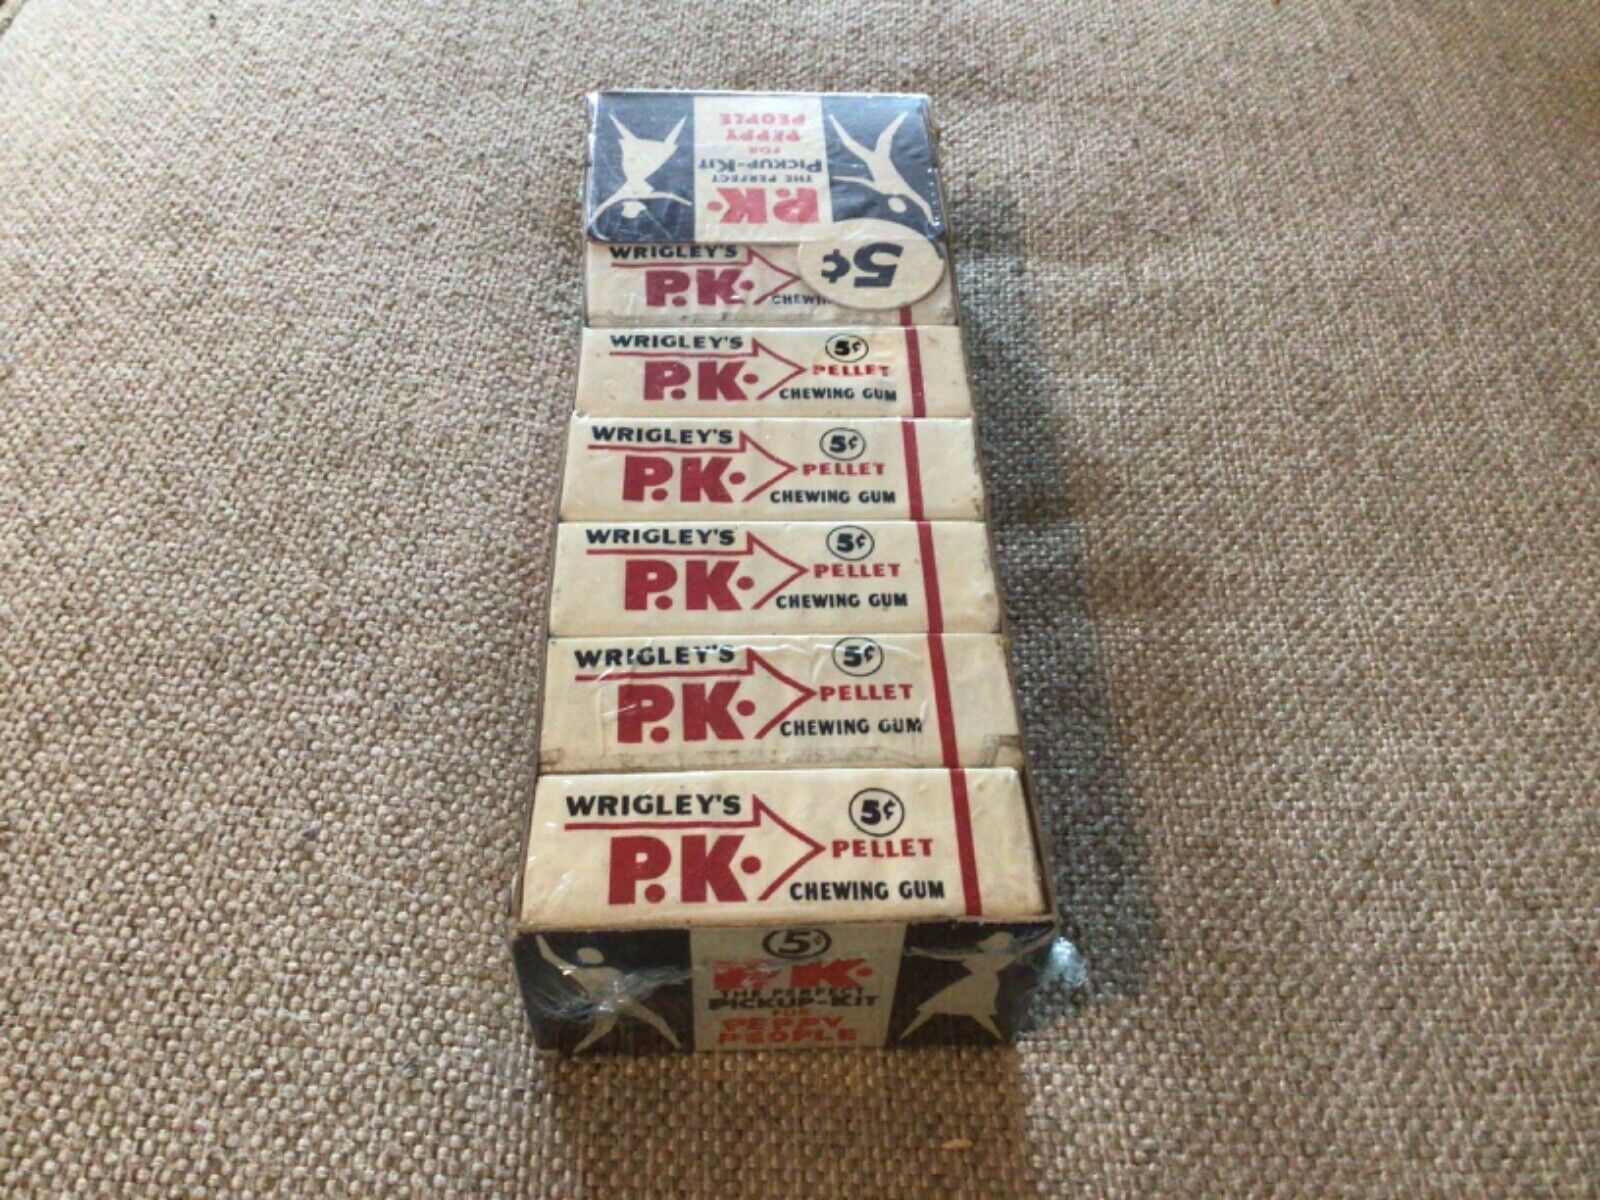 P.K.
THE PERFECT
PICKUP-KIT
FOR
PEPPY
PEOPLE
5¢
WRIGLEY'S
P.K.
CHEWIN
WRIGLEY'S
5¢
P.K.
PELLET
CHEWING GUM
WRIGLEY'S
5¢
P.K.
PELLET
CHEWING GUM
WRIGLEY'S
5¢
P.K.
PELLET
CHEWING GUM
WRIGLEY'S
5¢
P.K.
PELLET
CHEWING GUM
WRIGLEY'S
5¢
P.K.
PELLET
CHEWING GUM
5¢
P.K.
THE PERFECT
PICKUP-KIT
FOR
PEPPY
PEOPLE